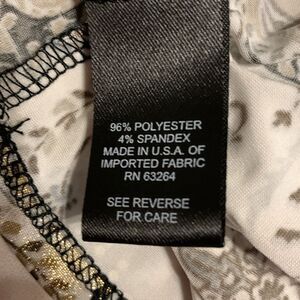 96% POLYESTER
4% SPANDEX
MADE IN U.S.A. OF
IMPORTED FABRIC
RN 63264
SEE REVERSE
FOR CARE